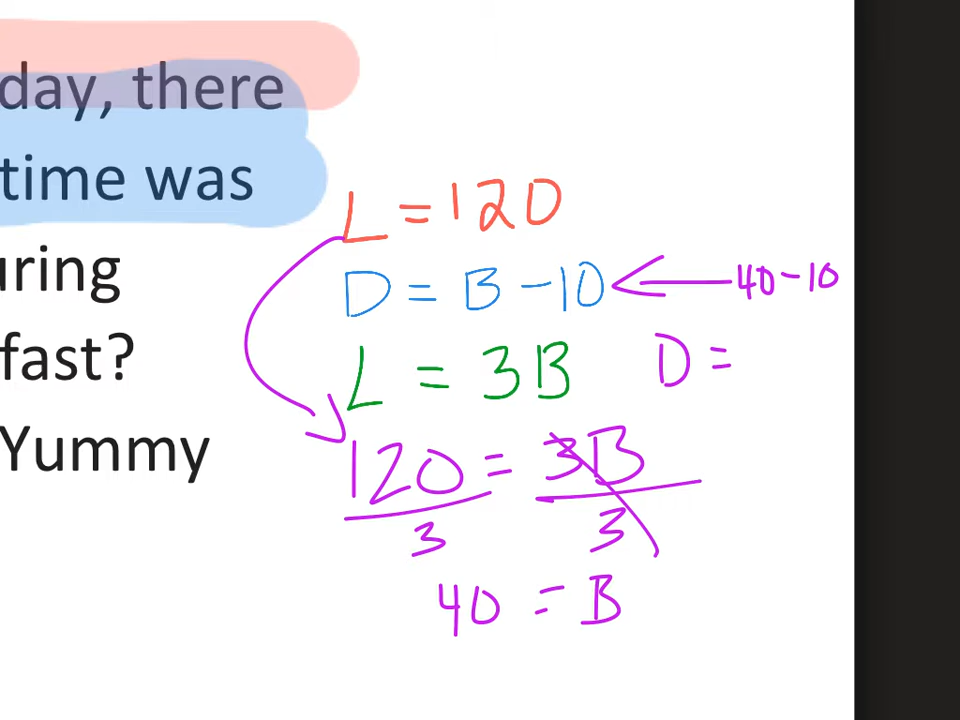 day, there
time was
L = 120
uring
D = B - 10 ← 40 - 10
fast?
L = 3B
D =
Yummy
120 = 3B
3 3
40 = B